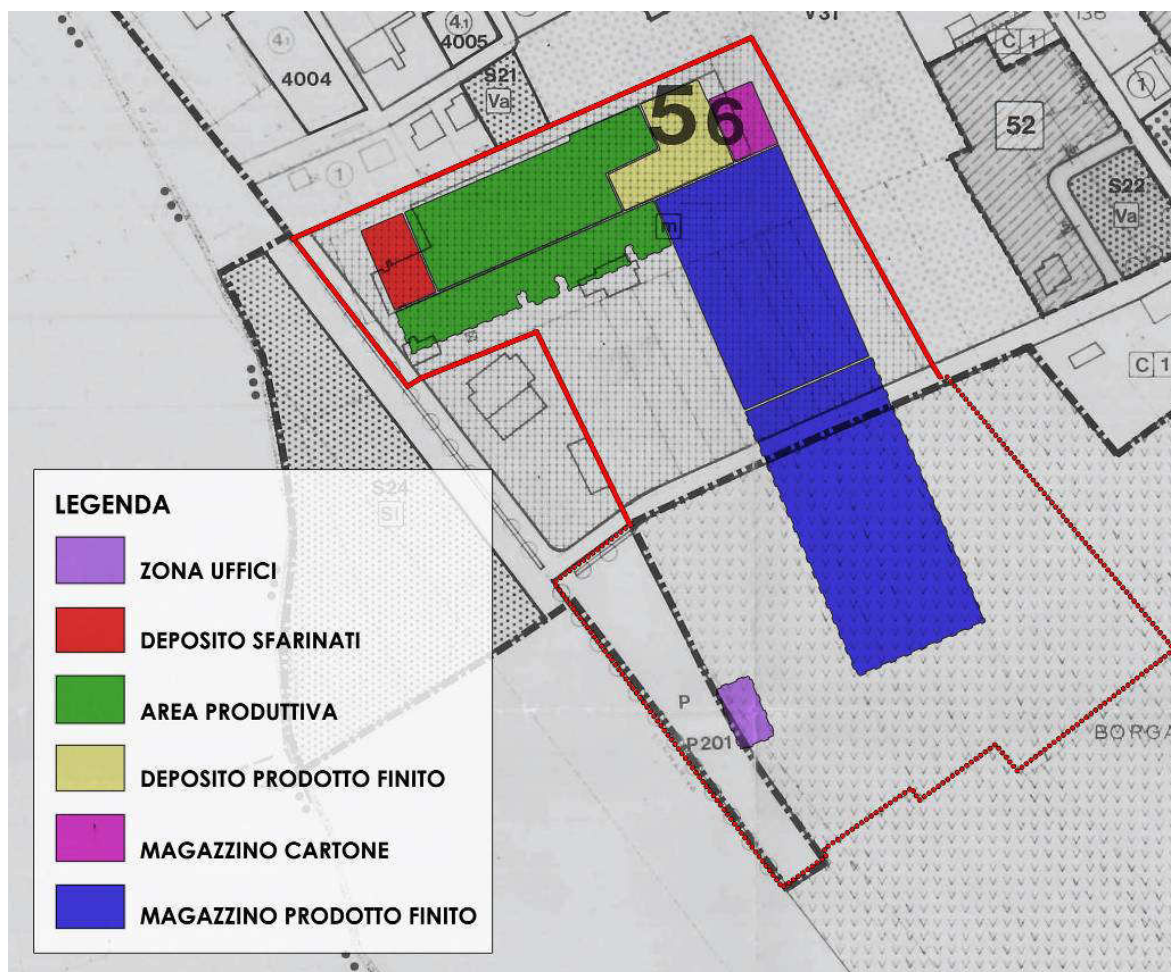 V31
136
4.1
4.1
4005
4004
S21
Va
C 1
1
56
52
1
S22
Va
m
C 1
S24
SI
P
P201
BORGA
LEGENDA
ZONA UFFICI
DEPOSITO SFARINATI
AREA PRODUTTIVA
DEPOSITO PRODOTTO FINITO
MAGAZZINO CARTONE
MAGAZZINO PRODOTTO FINITO